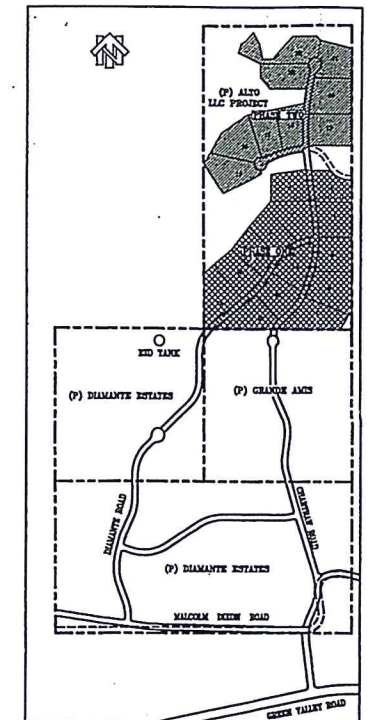 (P) ALTO
LLC PROJECT
PHASE TWO
EID TANK
(P) DIAMANTE ESTATES
(P) GRANDE AMIS
DIAMANTE ROAD
(P) DIAMANTE ESTATES
MALCOLM DIXON ROAD
GREEN VALLEY ROAD